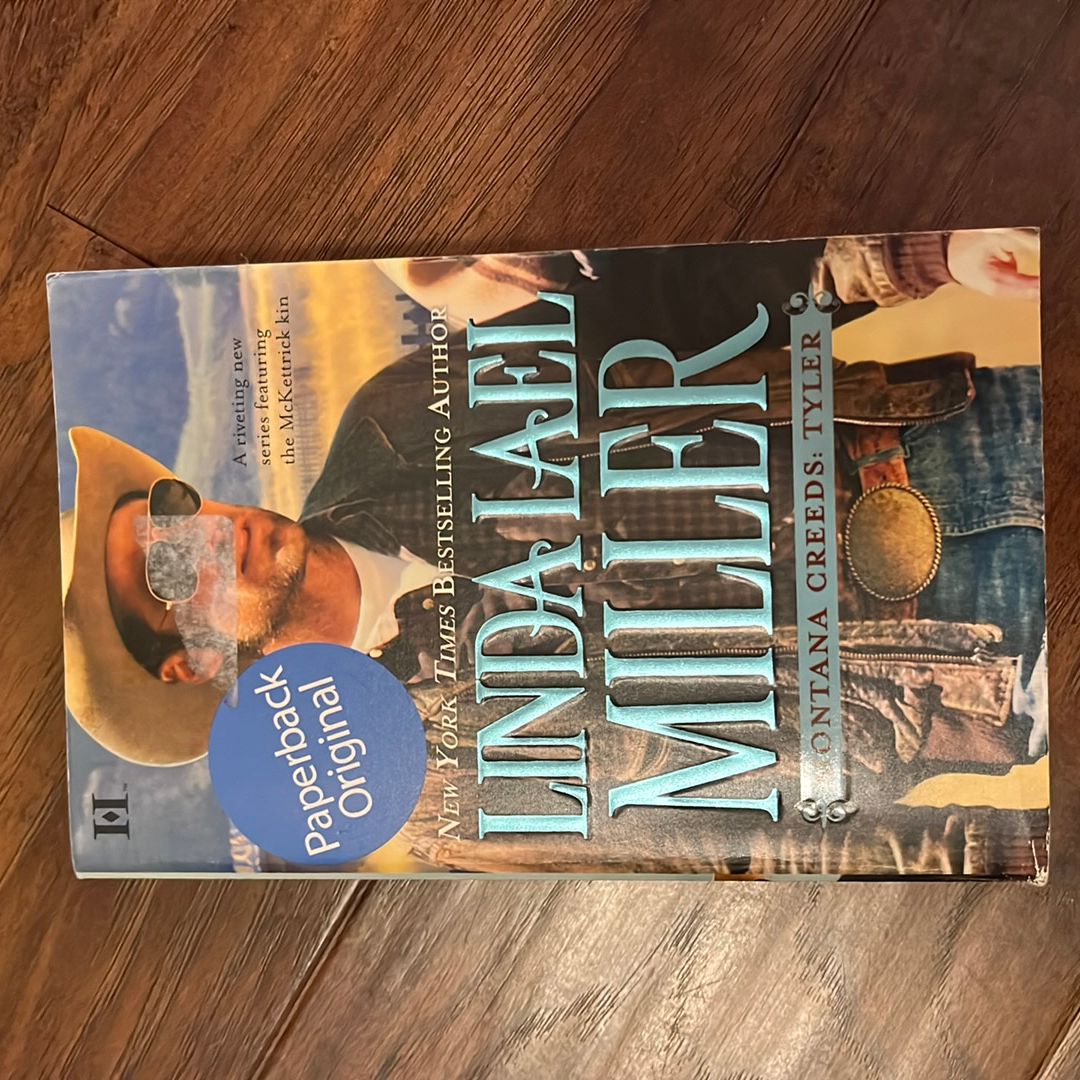 A riveting new
series featuring
the McKettrick kin
Paperback
Original
NEW YORK TIMES BESTSELLING AUTHOR
LINDA LAEL
MILLER
ONTANA CREEDS: TYLER
H